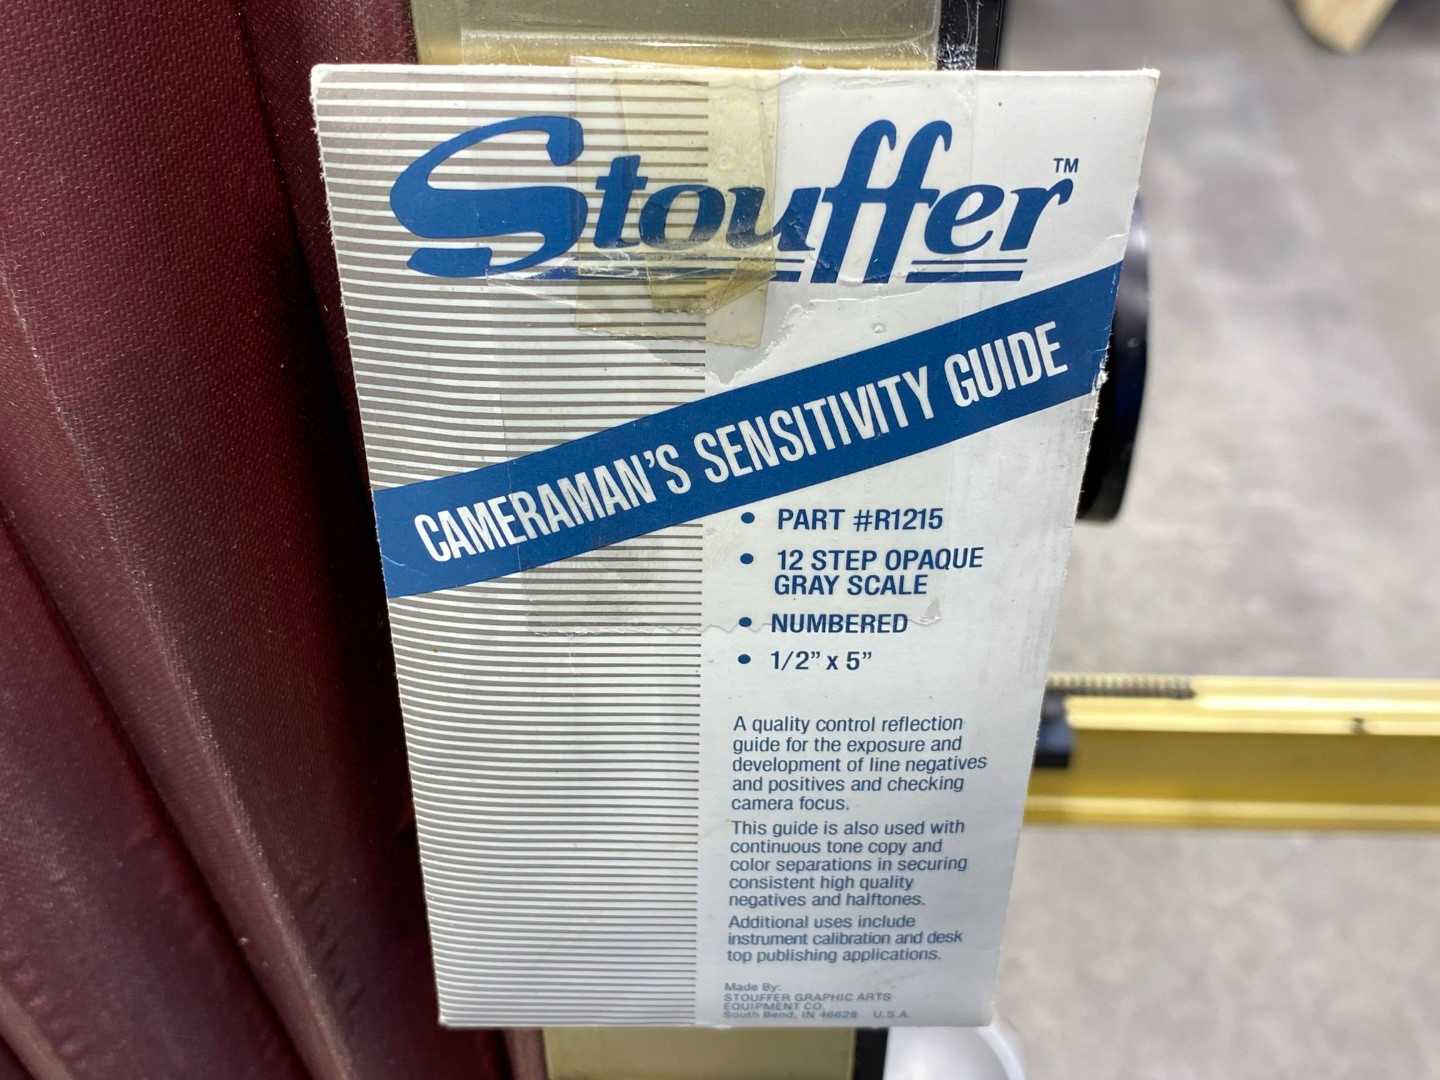 Stouffer™
CAMERAMAN'S SENSITIVITY GUIDE
• PART #R1215
• 12 STEP OPAQUE
GRAY SCALE
• NUMBERED
• 1/2" x 5"
A quality control reflection
guide for the exposure and
development of line negatives
and positives and checking
camera focus.
This guide is also used with
continuous tone copy and
color separations in securing
consistent high quality
negatives and halftones.
Additional uses include
instrument calibration and desk
top publishing applications.
Made By:
STOUFFER GRAPHIC ARTS
EQUIPMENT CO.
South Bend, IN 46628 U.S.A.